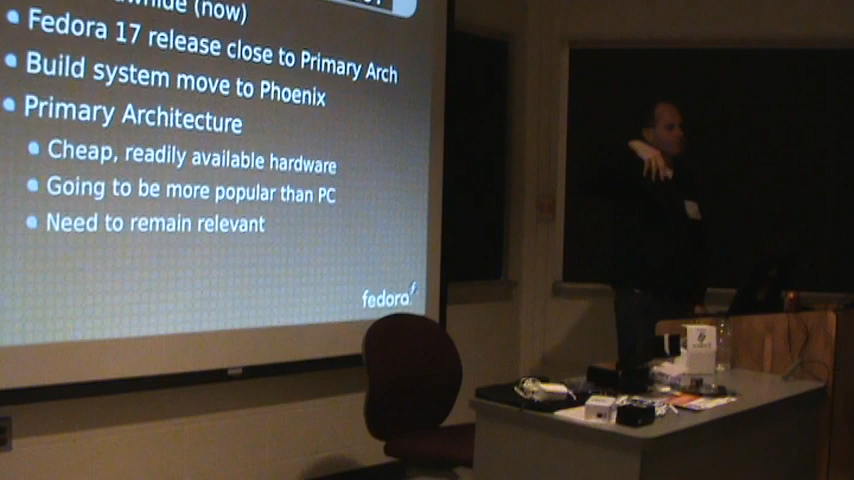 (now)
Fedora 17 release close to Primary Arch
Build system move to Phoenix
Primary Architecture
Cheap, readily available hardware
Going to be more popular than PC
Need to remain relevant
fedora